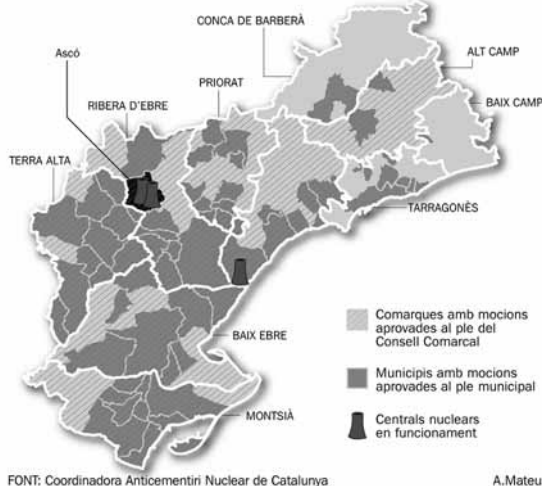 CONCA DE BARBERÀ
Ascó
ALT CAMP
PRIORAT
BAIX CAMP
RIBERA D'EBRE
TERRA ALTA
TARRAGONÈS
BAIX EBRE
MONTSIÀ
Comarques amb mocions
aprovades al ple del
Consell Comarcal
Municipis amb mocions
aprovades al ple municipal
Centrals nuclears
en funcionament
FONT: Coordinadora Anticementiri Nuclear de Catalunya
A.Mateu